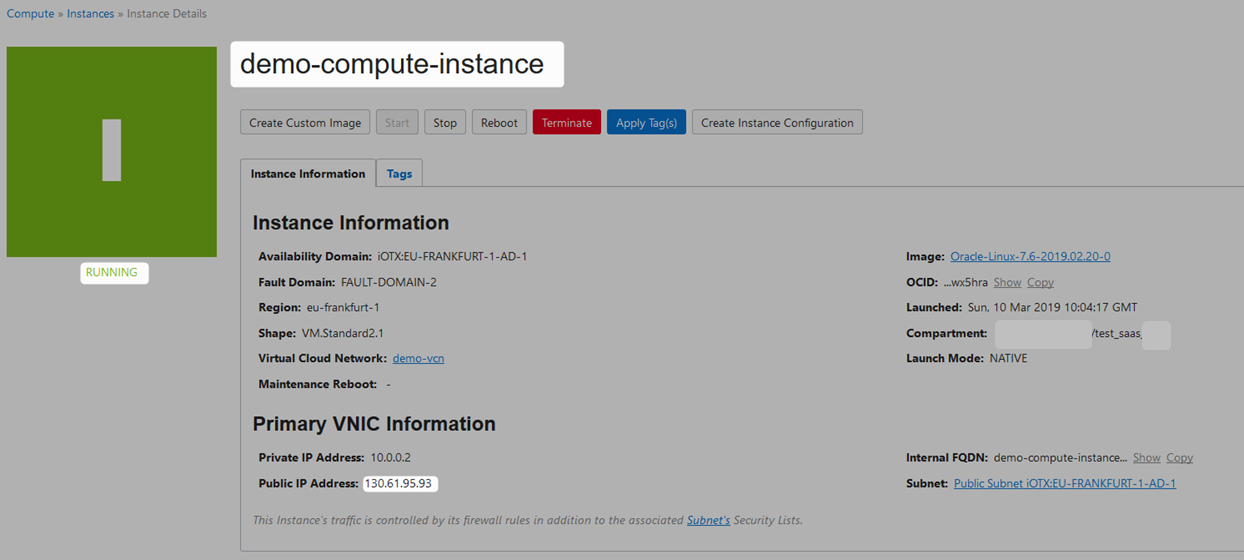 Compute » Instances » Instance Details
demo-compute-instance
Create Custom Image Start Stop Reboot Terminate Apply Tag(s) Create Instance Configuration
RUNNING
Instance Information Tags
Instance Information
Availability Domain: iOTX:EU-FRANKFURT-1-AD-1 Image: Oracle-Linux-7.6-2019.02.20-0
Fault Domain: FAULT-DOMAIN-2 OCID: ...wx5hra Show Copy
Region: eu-frankfurt-1 Launched: Sun, 10 Mar 2019 10:04:17 GMT
Shape: VM.Standard2.1 Compartment: /test_saas
Virtual Cloud Network: demo-vcn Launch Mode: NATIVE
Maintenance Reboot: -
Primary VNIC Information
Private IP Address: 10.0.0.2 Internal FQDN: demo-compute-instance... Show Copy
Public IP Address: 130.61.95.93 Subnet: Public Subnet iOTX:EU-FRANKFURT-1-AD-1
This Instance's traffic is controlled by its firewall rules in addition to the associated Subnet's Security Lists.